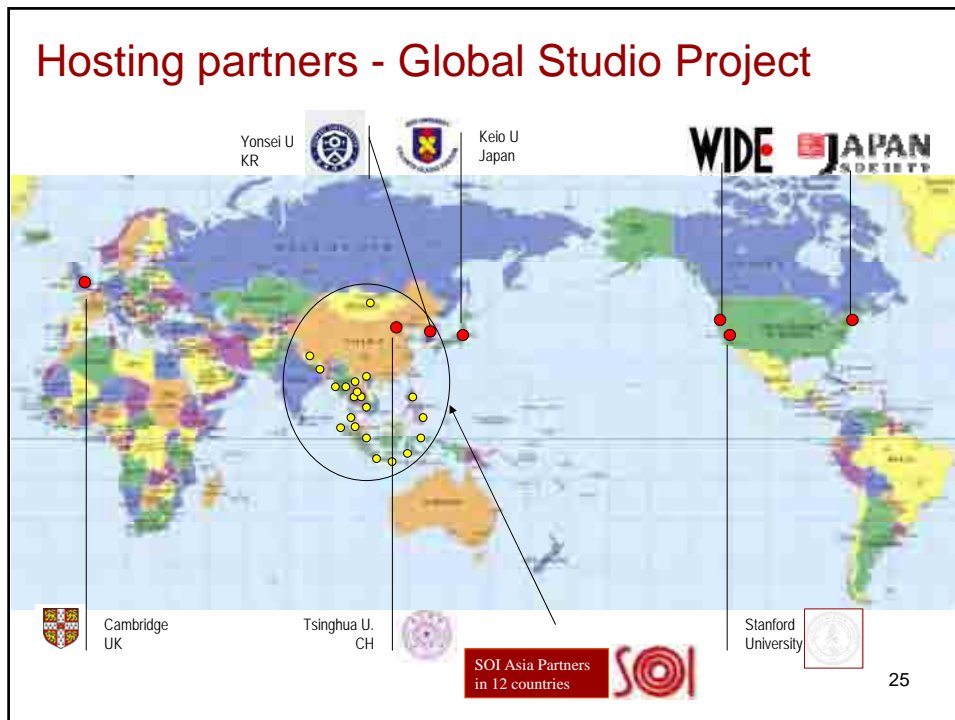 Hosting partners - Global Studio Project
Yonsei U
KR
Keio U
Japan
WIDE
JAPAN
SOCIETY
Cambridge
UK
Tsinghua U.
CH
SOI Asia Partners
in 12 countries
SOI
Stanford
University
25